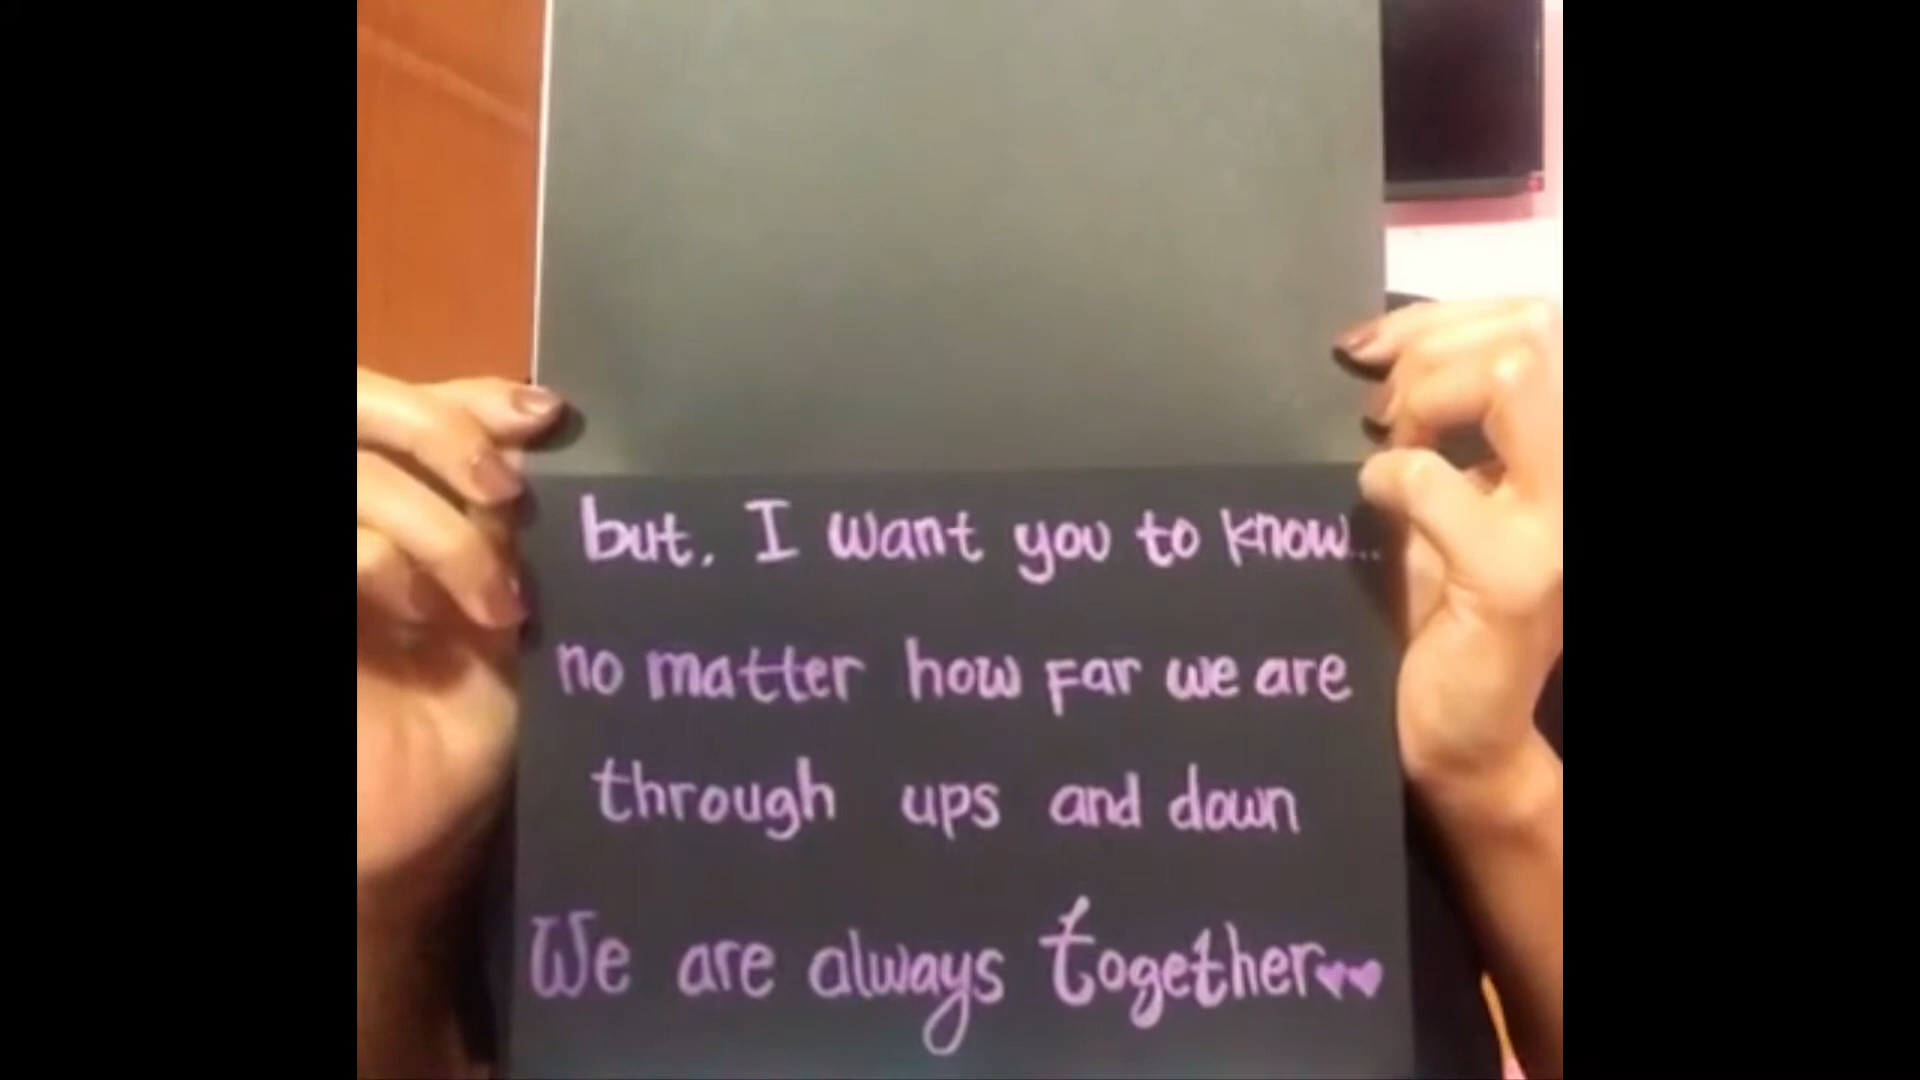 but, I want you to know...
no matter how far we are
through ups and down
We are always together♥♥